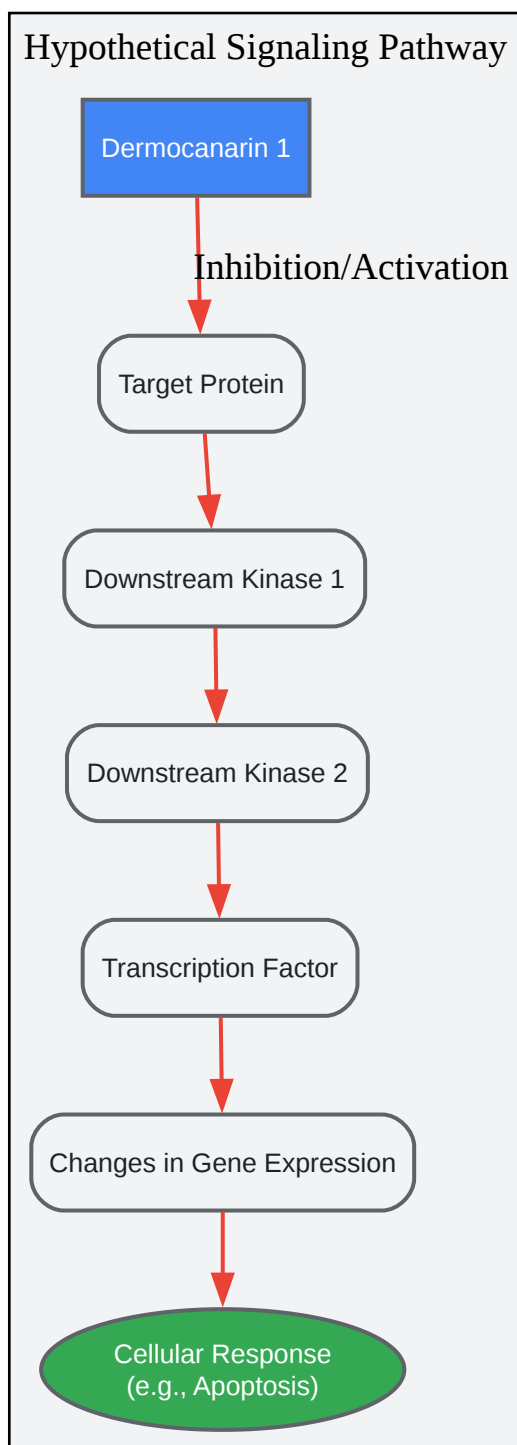 Hypothetical Signaling Pathway
Dermocanarin 1
Inhibition/Activation
Target Protein
Downstream Kinase 1
Downstream Kinase 2
Transcription Factor
Changes in Gene Expression
Cellular Response
(e.g., Apoptosis)